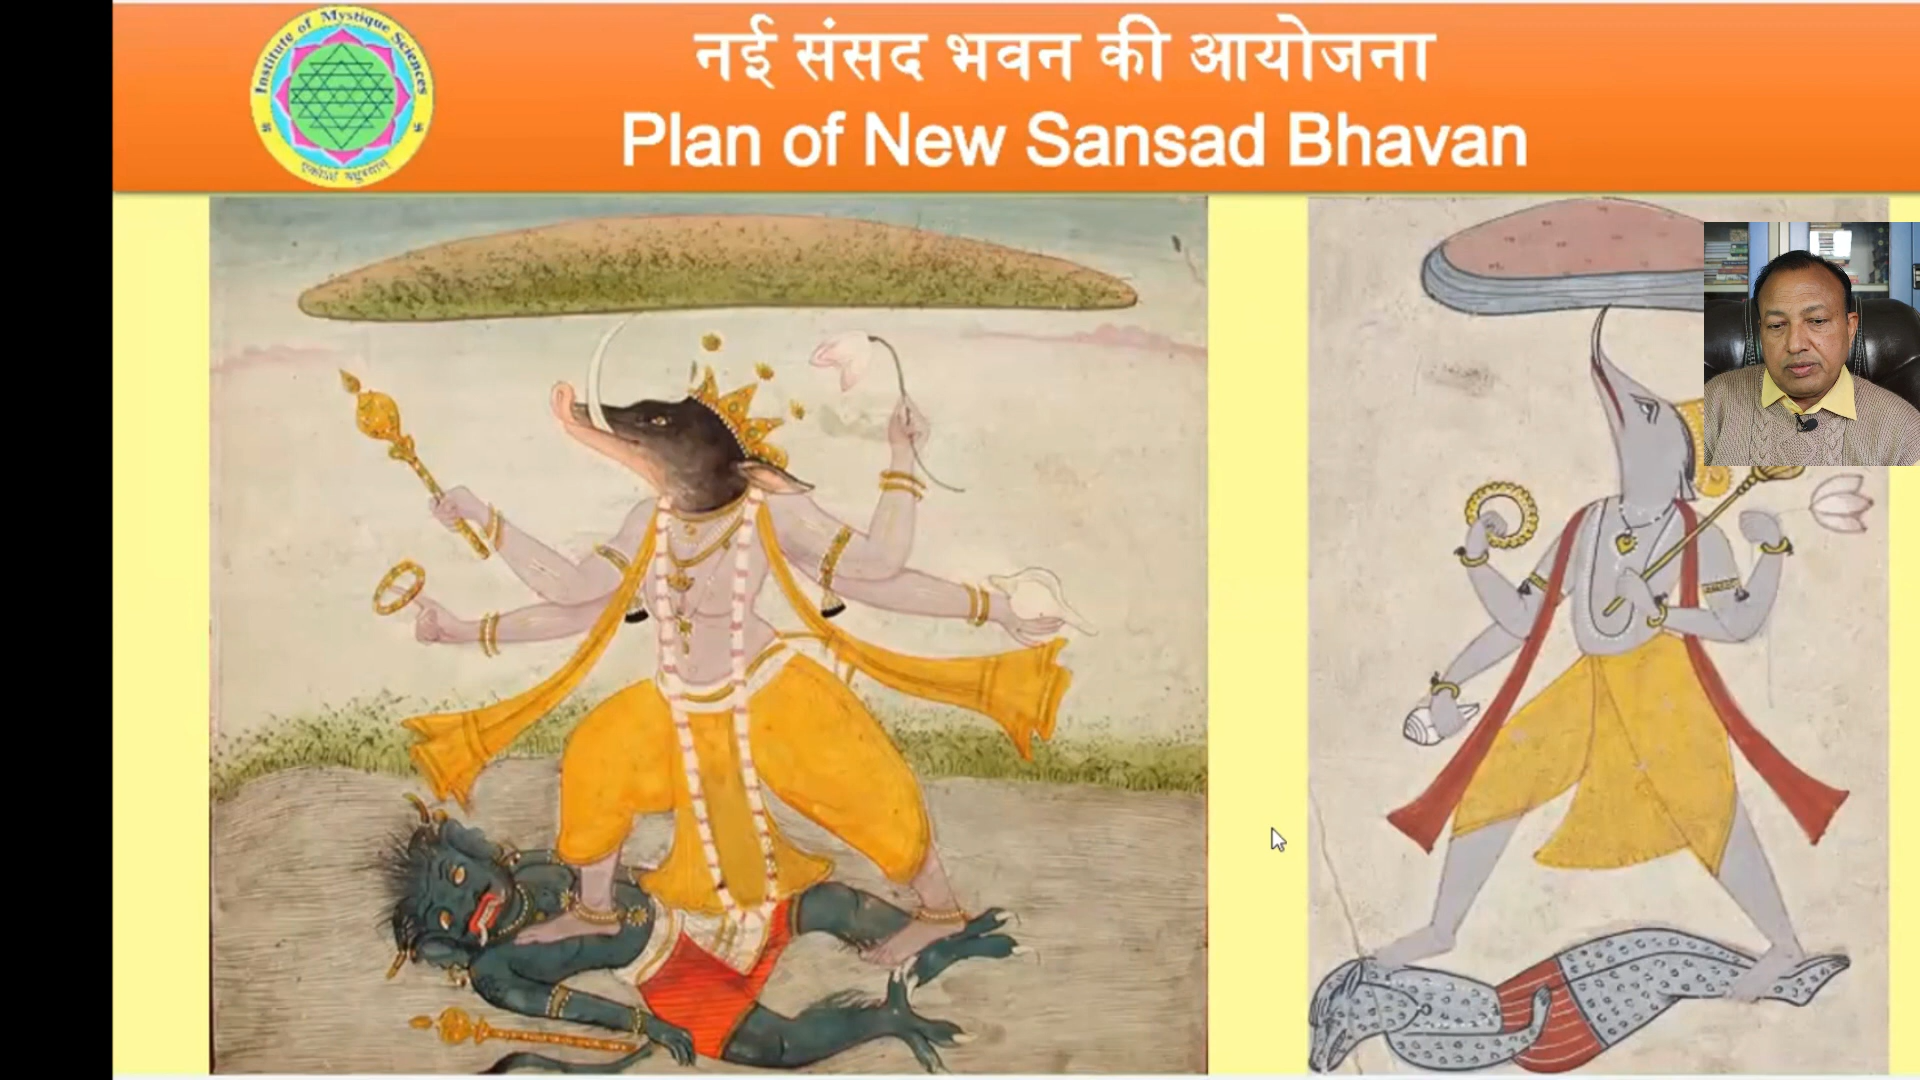 Institute of Mystique Sciences
नई संसद भवन की आयोजना
Plan of New Sansad Bhavan